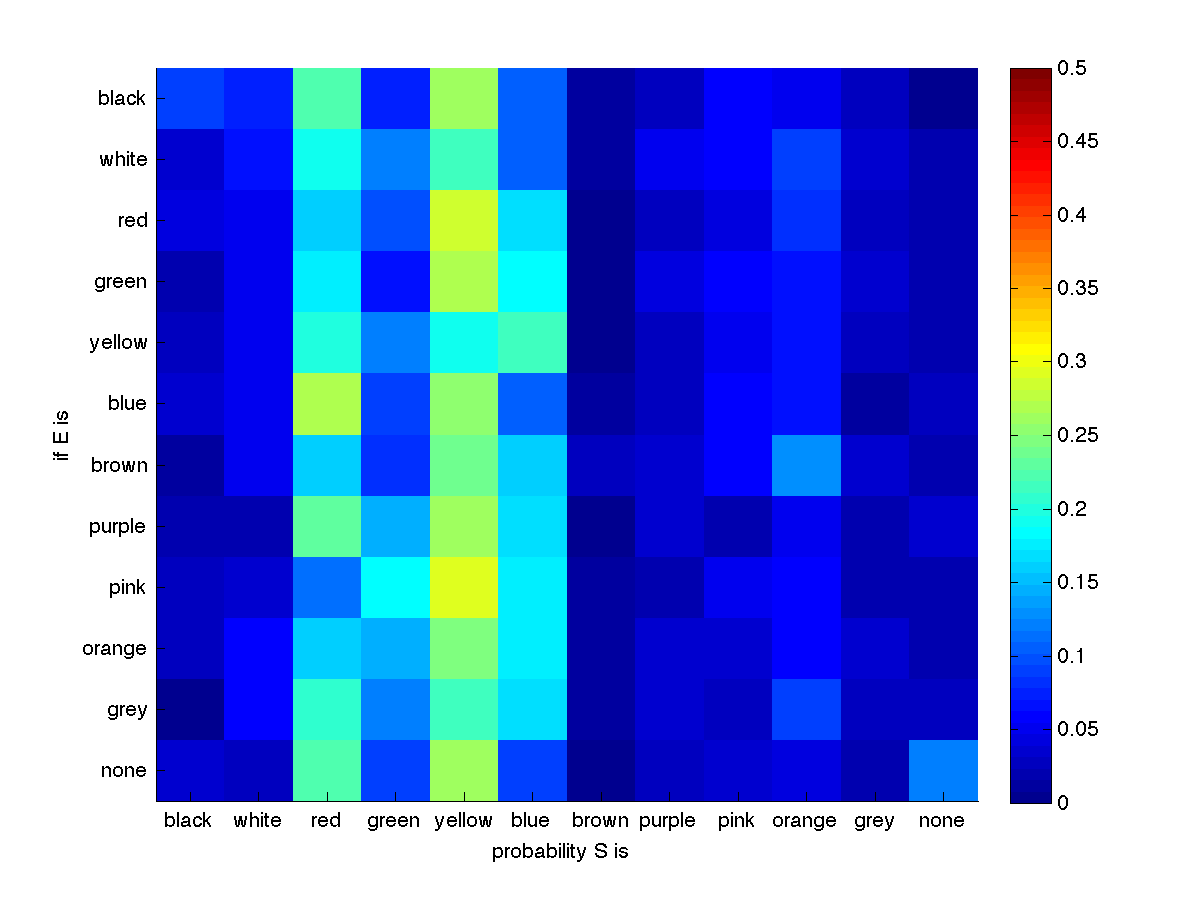 black
white
red
green
yellow
blue
brown
purple
pink
orange
grey
none
if E is
black white red green yellow blue brown purple pink orange grey none
probability S is
0.5
0.45
0.4
0.35
0.3
0.25
0.2
0.15
0.1
0.05
0